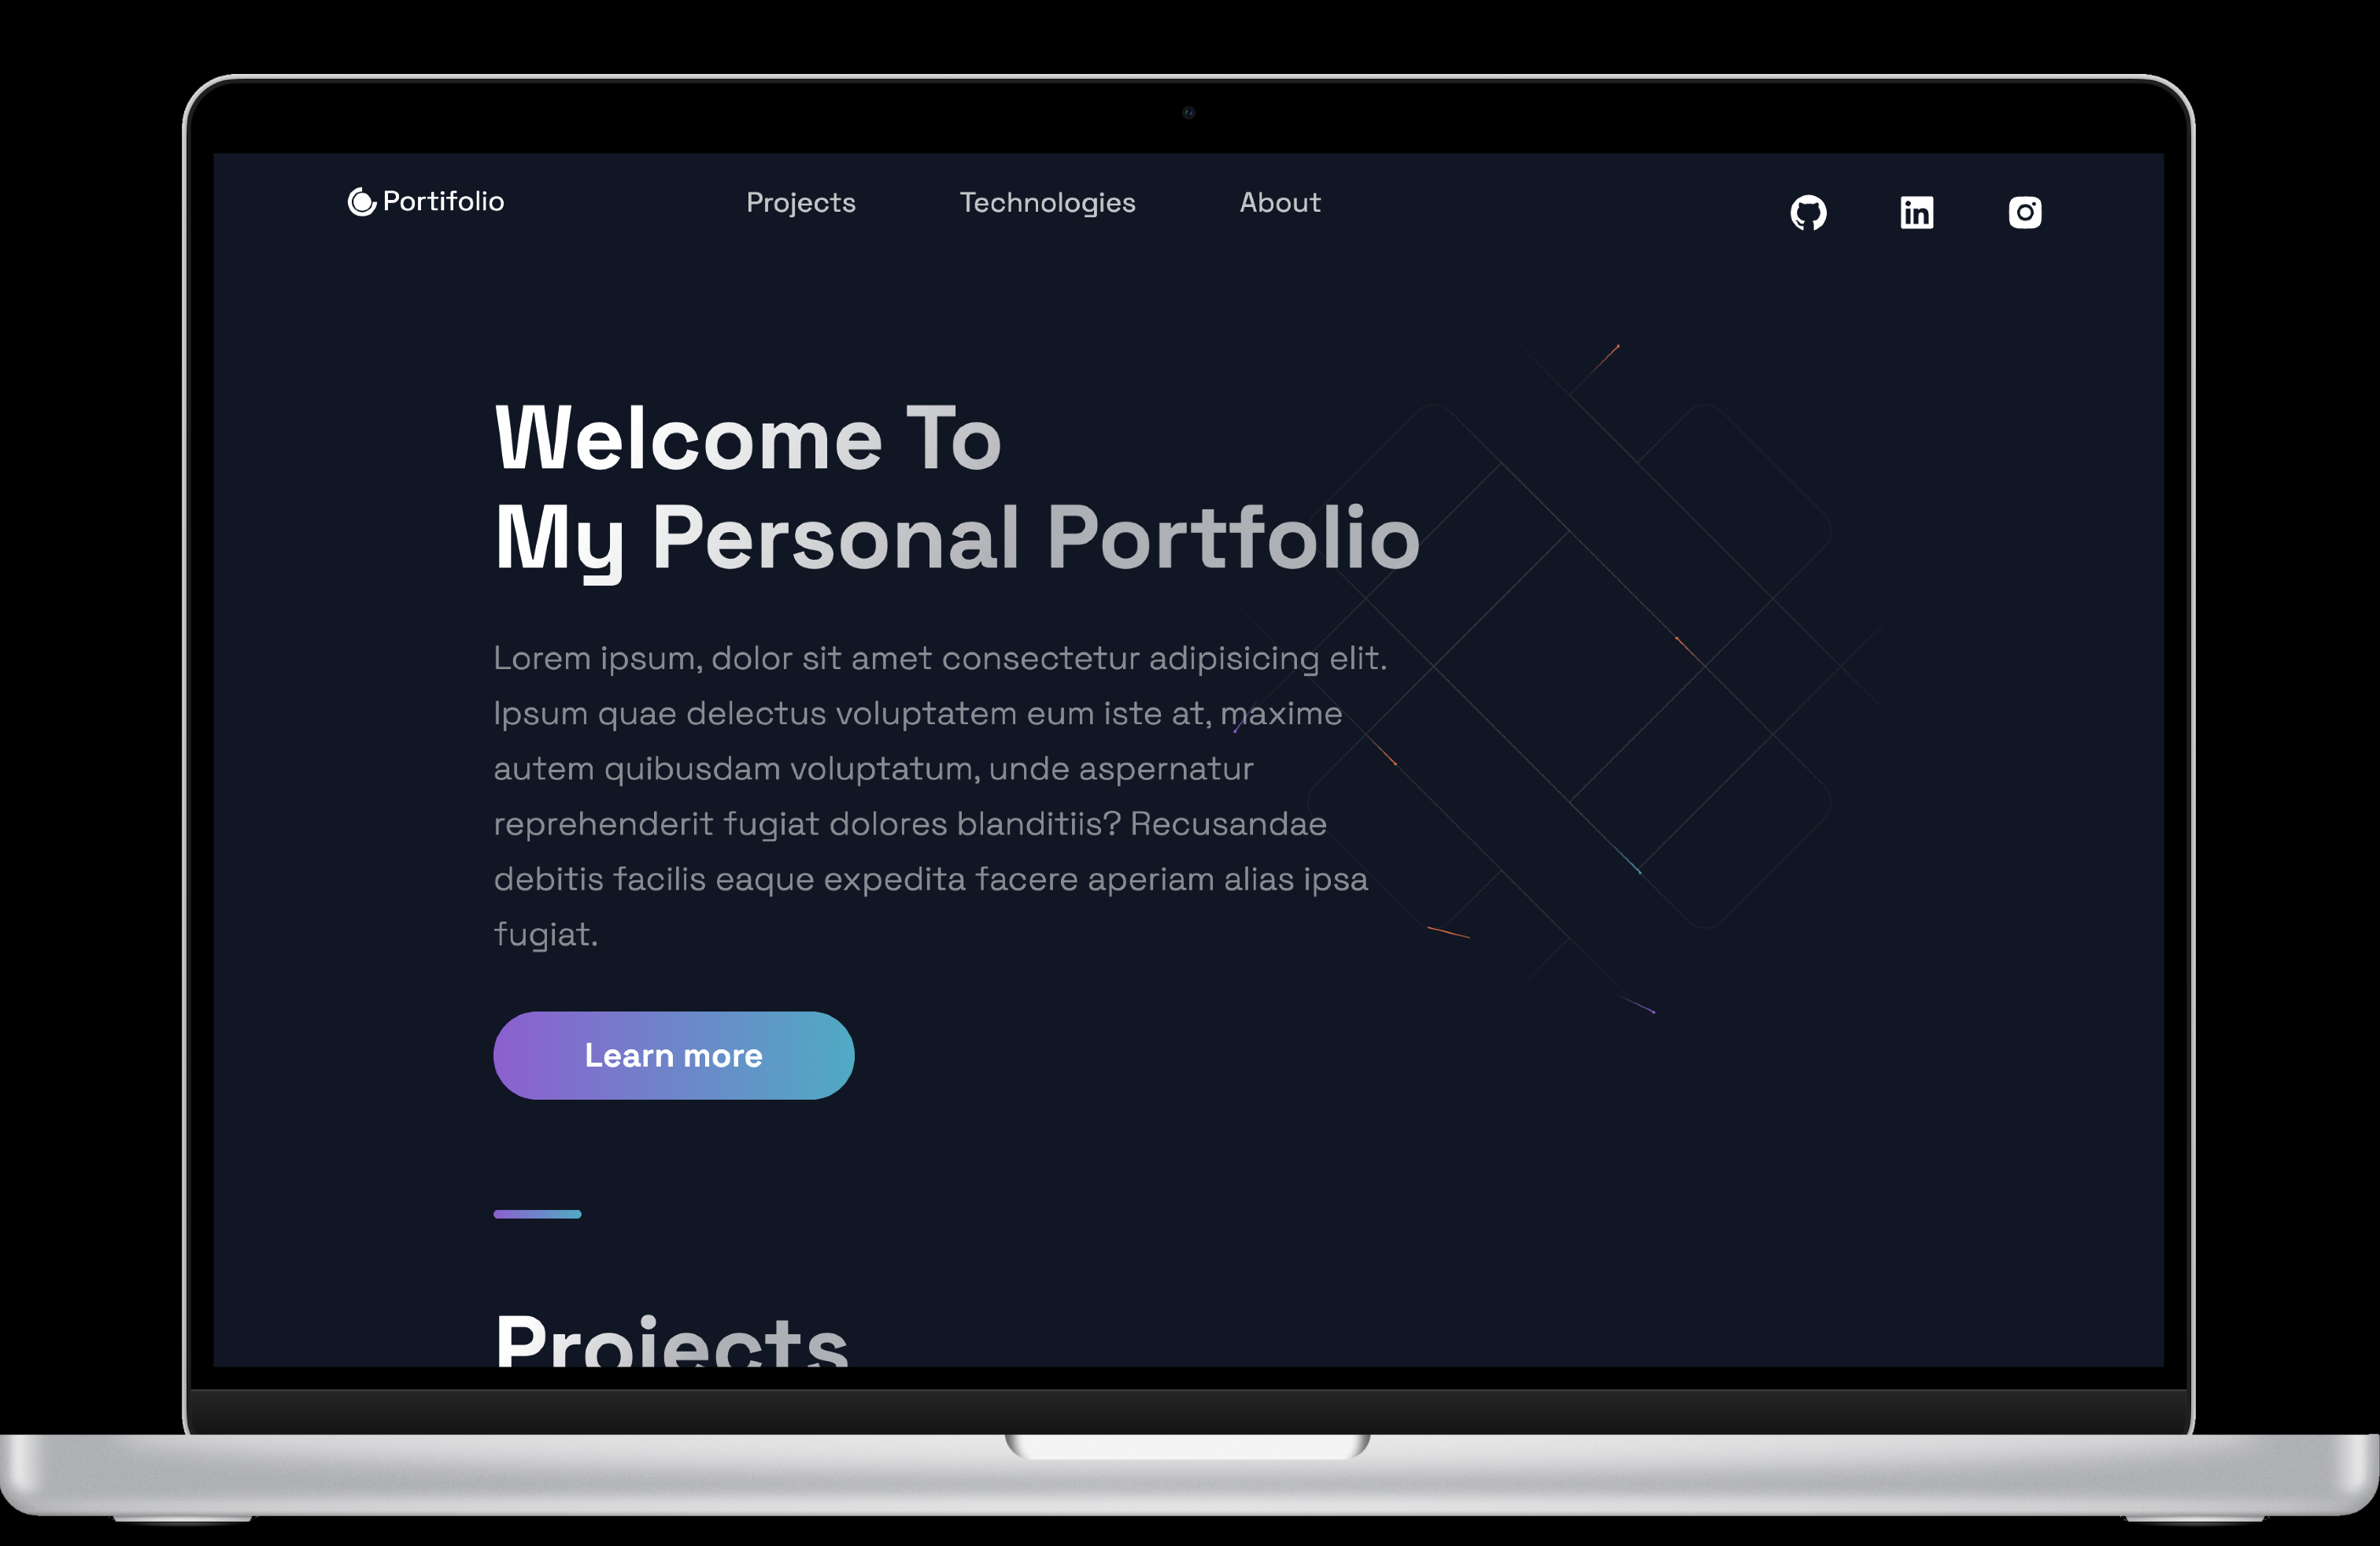 Portifolio
Projects
Technologies
About
Welcome To
My Personal Portfolio
Lorem ipsum, dolor sit amet consectetur adipisicing elit.
Ipsum quae delectus voluptatem eum iste at, maxime
autem quibusdam voluptatum, unde aspernatur
reprehenderit fugiat dolores blanditiis? Recusandae
debitis facilis eaque expedita facere aperiam alias ipsa
fugiat.
Learn more
Projects